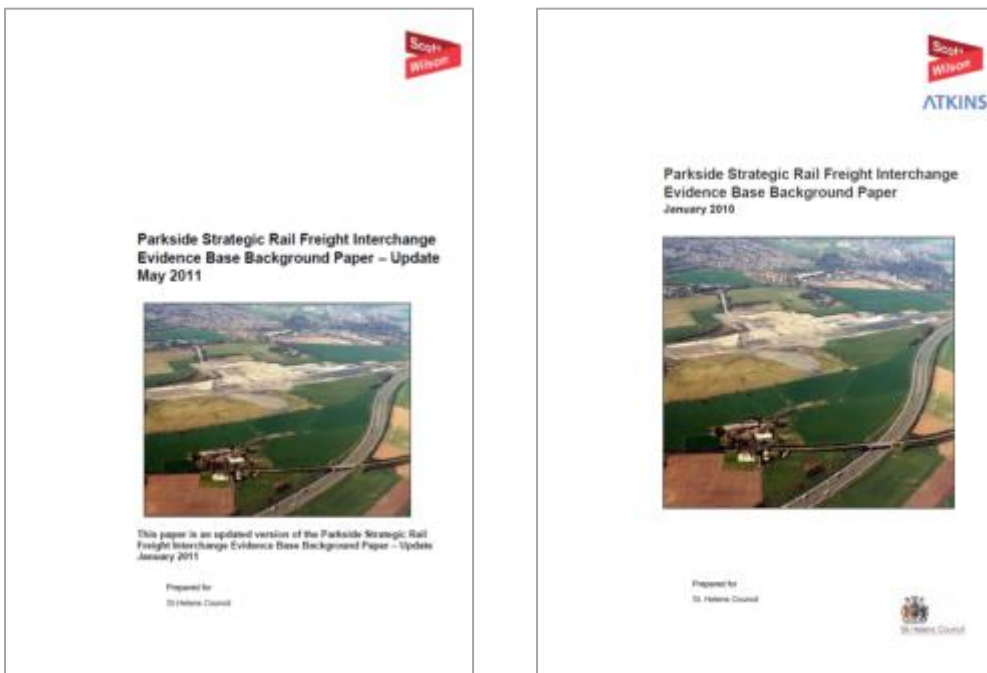 Scott
Wilson
Parkside Strategic Rail Freight Interchange
Evidence Base Background Paper – Update
May 2011
This paper is an updated version of the Parkside Strategic Rail
Freight Interchange Evidence Base Background Paper – Update
January 2011
Prepared for
St Helens Council
Scott
Wilson
ATKINS
Parkside Strategic Rail Freight Interchange
Evidence Base Background Paper
January 2010
Prepared for
St. Helens Council
St. Helens Council